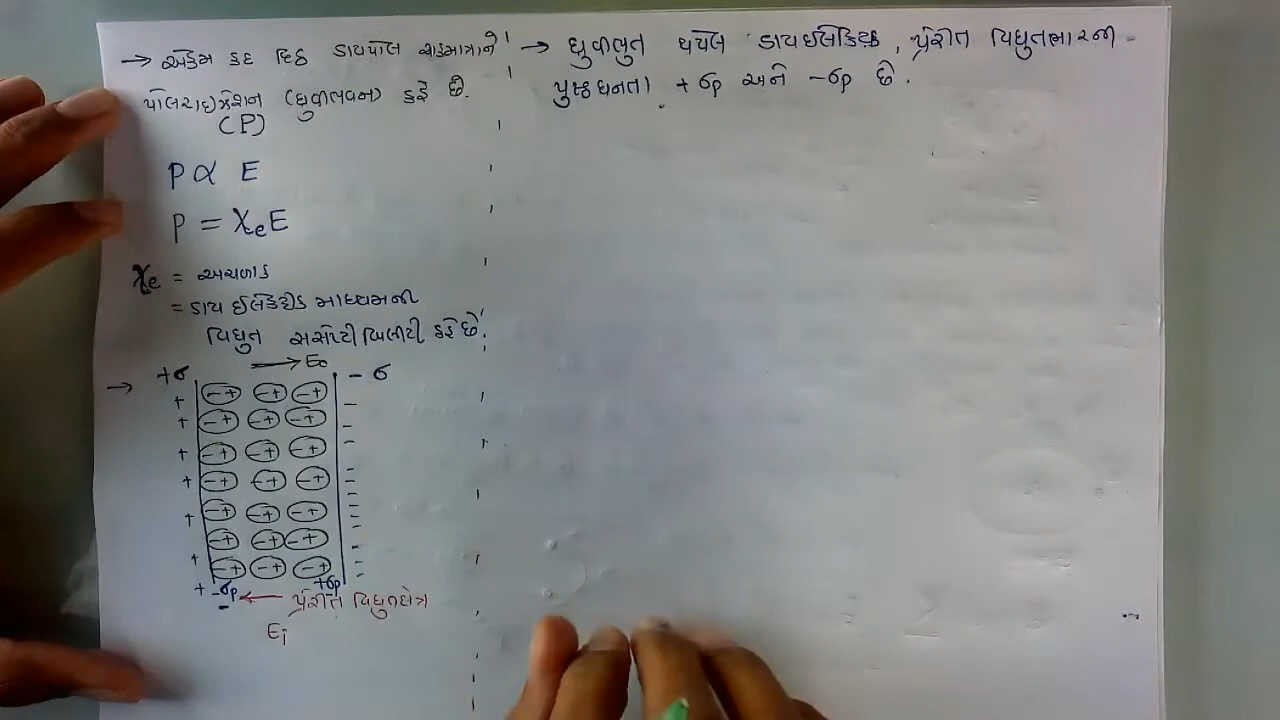 → એકમ કદ દિઠ ડાયપોલ ચાકમાત્રાને
પોલરાઇઝેશન (ધ્રુવીભવન) કહે છે.
(P)
P ∝ E
P = χₑE
χₑ = અચળાંક
= ડાય ઈલેક્ટ્રીક માધ્યમની
વિધુત સસેપ્ટીબિલીટી કહે છે.
→ E₀
→ +σ - σ
+ - + - + - + -
+ - + - + - + -
+ - + - + - + -
+ - + - + - + -
+ - + - + - + -
- + - + - + -
+ - + - + - + -
+ -σp ← +σp
- પ્રેરીત વિધુતક્ષેત્ર
Eᵢ
→ ધ્રુવીભુત થયેલ ડાયઈલેક્ટ્રિક, પ્રેરીત વિધુતભારની
પુષ્ઠ ઘનતા +σp અને -σp છે.